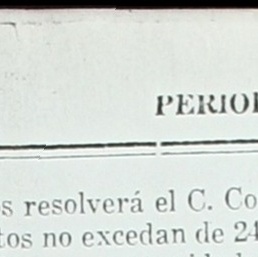 PERIO
s resolverá el C. Co
tos no excedan de 24